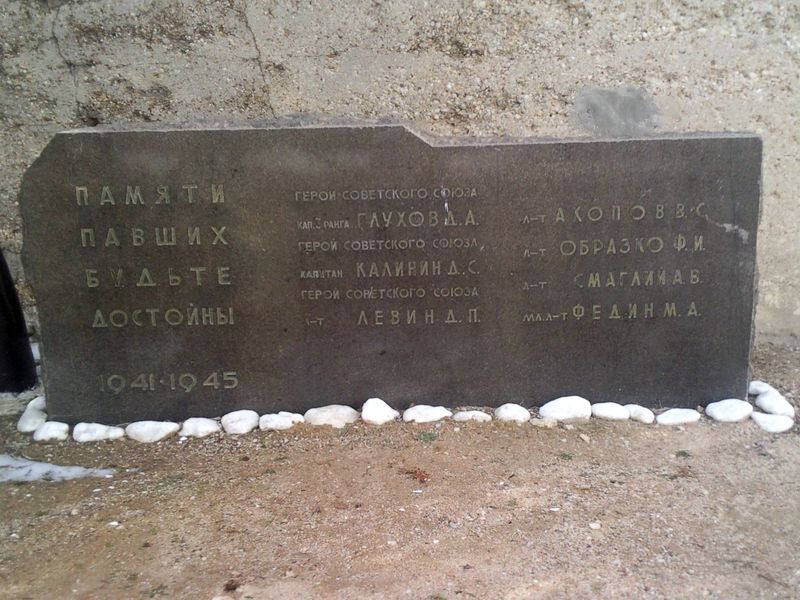 ПАМЯТИ
ПАВШИХ
БУДЬТЕ
ДОСТОЙНЫ
1941-1945
ГЕРОЙ СОВЕТСКОГО СОЮЗА
КАП. 3 РАНГА ГЛУХОВ Д. А.
ГЕРОЙ СОВЕТСКОГО СОЮЗА
КАПИТАН КАЛИНИН Д. С.
ГЕРОЙ СОВЕТСКОГО СОЮЗА
Л-Т ЛЕВИН Д. П.
Л-Т АКОПОВ В. С.
Л-Т ОБРАЗКО Ф. И.
Л-Т СМАГЛИЙ А. В.
МЛ. Л-Т ФЕДИН М. А.